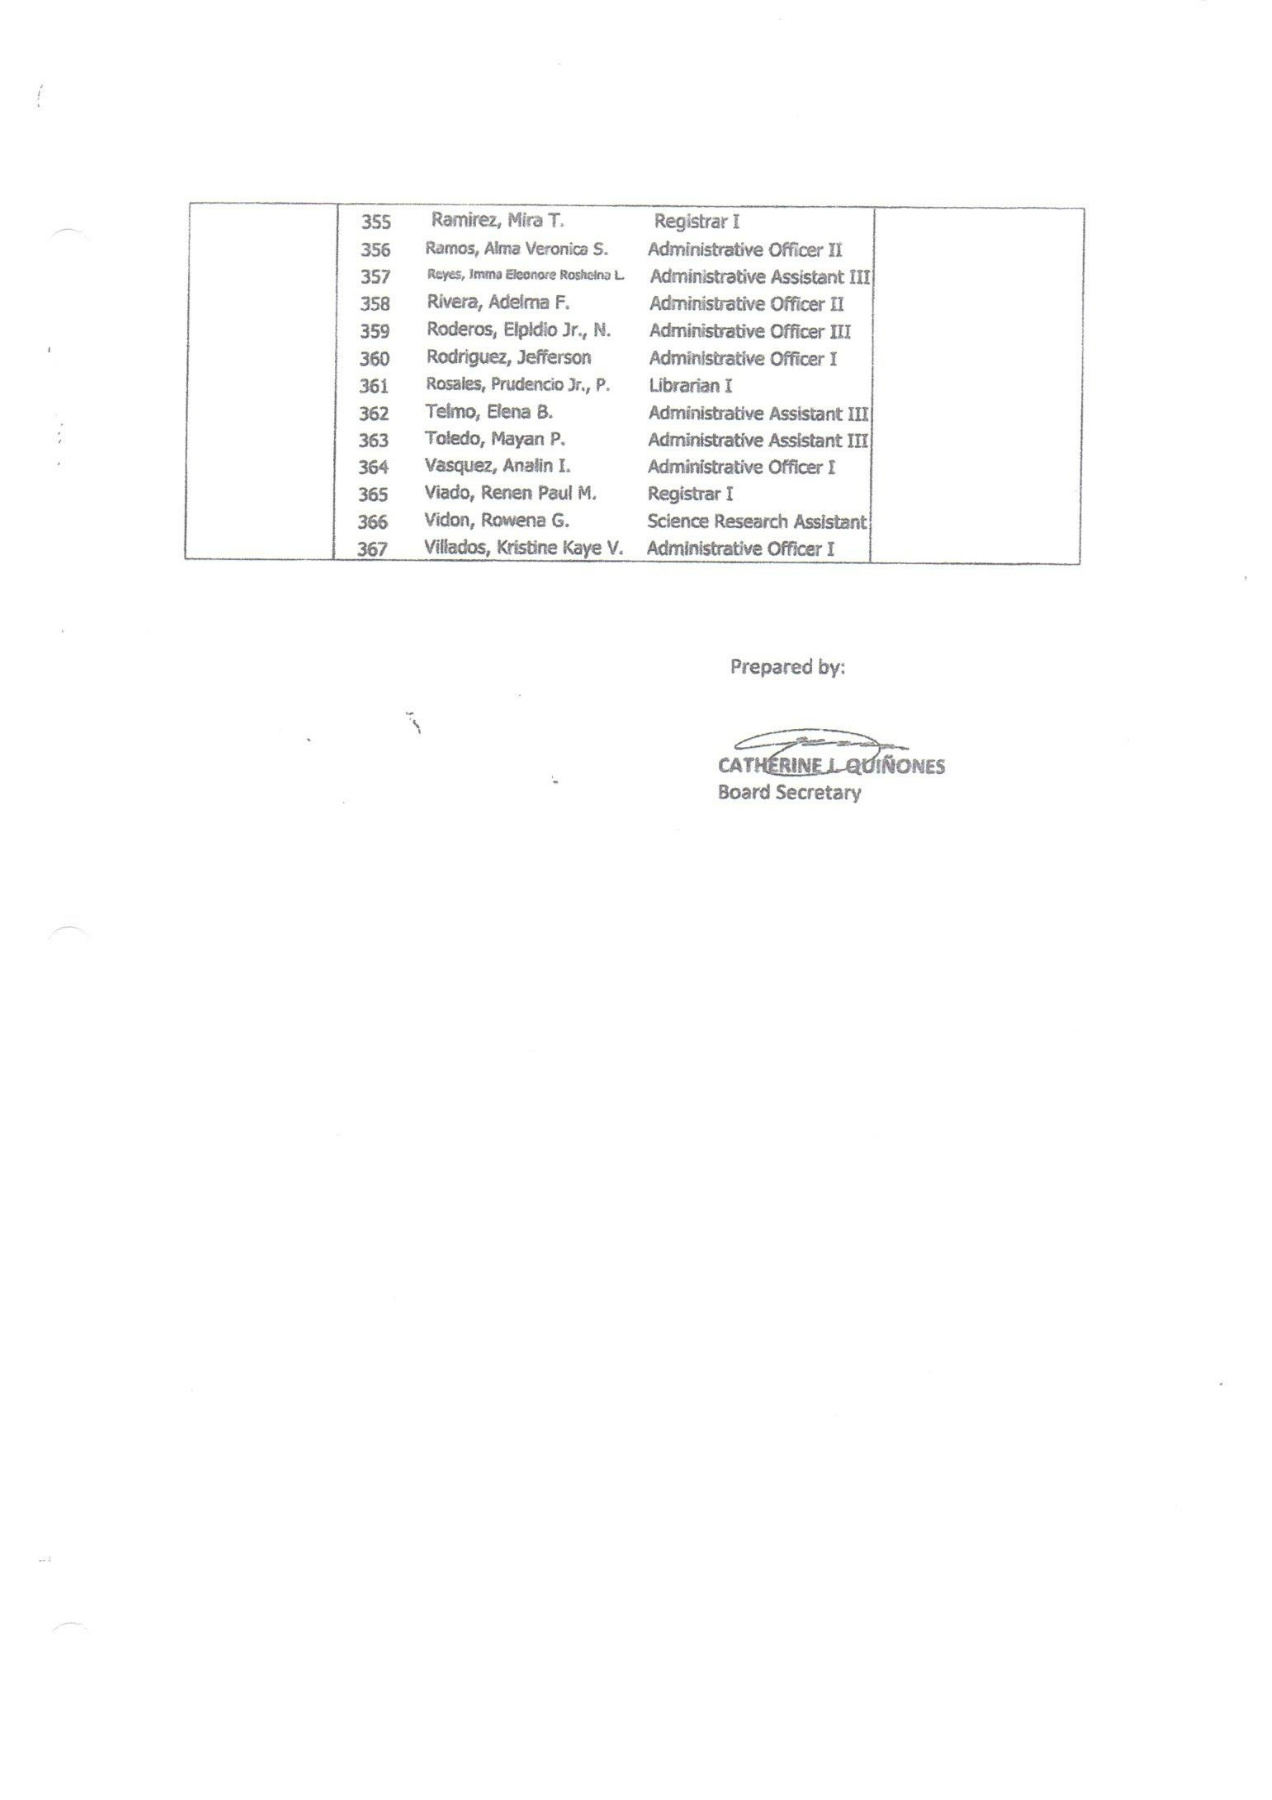 355 Ramirez, Mira T. Registrar I
356 Ramos, Alma Veronica S. Administrative Officer II
357 Reyes, Imma Eleonore Rosheina L. Administrative Assistant III
358 Rivera, Adelma F. Administrative Officer II
359 Roderos, Elpidio Jr., N. Administrative Officer III
360 Rodriguez, Jefferson Administrative Officer I
361 Rosales, Prudencio Jr., P. Librarian I
362 Telmo, Elena B. Administrative Assistant III
363 Toledo, Mayan P. Administrative Assistant III
364 Vasquez, Analin I. Administrative Officer I
365 Viado, Renen Paul M. Registrar I
366 Vidon, Rowena G. Science Research Assistant
367 Villados, Kristine Kaye V. Administrative Officer I
Prepared by:
CATHERINE L. QUIÑONES
Board Secretary